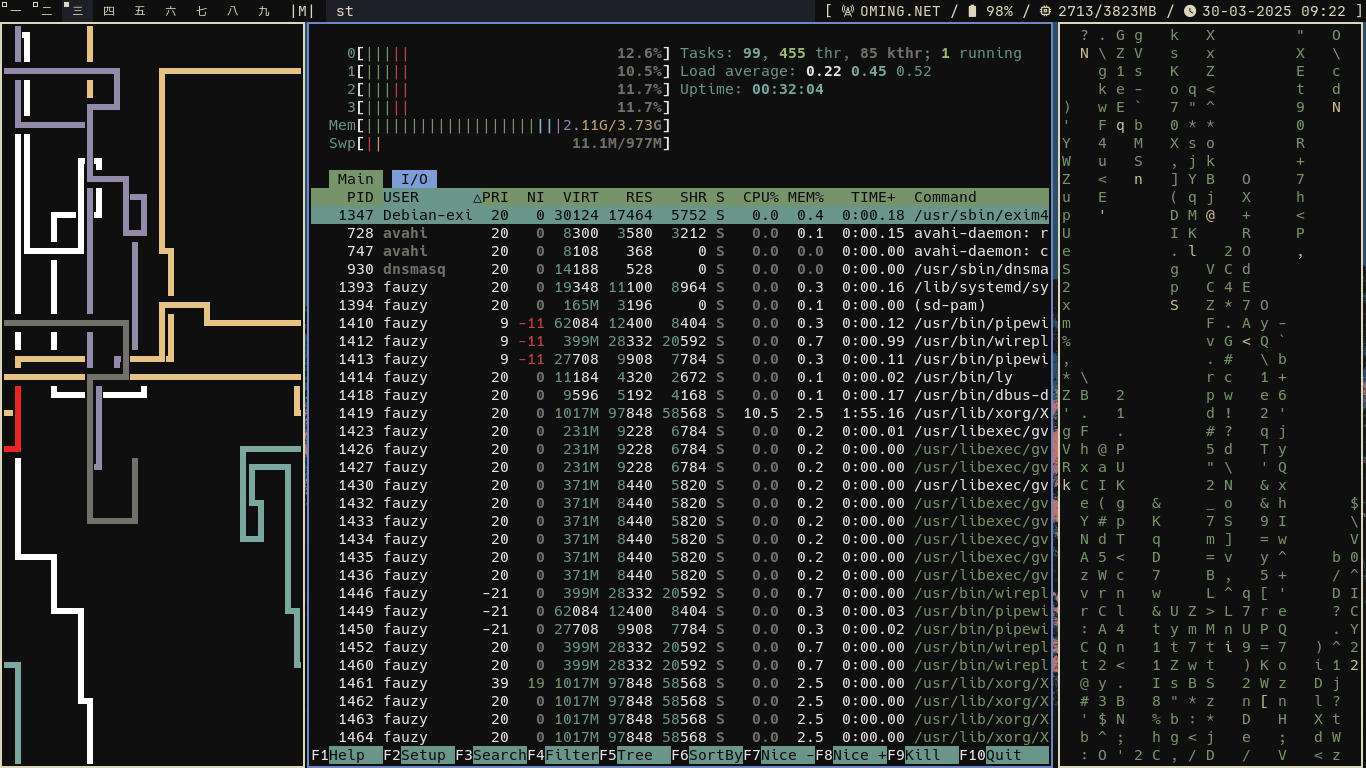 一 二 三 四 五 六 七 八 九 |M| st [ OMING.NET / 98% / 2713/3823MB / 30-03-2025 09:22 ]
0[||||| 12.6%] Tasks: 99, 455 thr, 85 kthr; 1 running
1[||||| 10.5%] Load average: 0.22 0.45 0.52
2[||||| 11.7%] Uptime: 00:32:04
3[||||| 11.7%]
Mem[||||||||||||||||||||||2.11G/3.73G]
Swp[|| 11.1M/977M]
Main I/O
PID USER △PRI NI VIRT RES SHR S CPU% MEM% TIME+ Command
1347 Debian-exi 20 0 30124 17464 5752 S 0.0 0.4 0:00.18 /usr/sbin/exim4
728 avahi 20 0 8300 3580 3212 S 0.0 0.1 0:00.15 avahi-daemon: r
747 avahi 20 0 8108 368 0 S 0.0 0.0 0:00.00 avahi-daemon: c
930 dnsmasq 20 0 14188 528 0 S 0.0 0.0 0:00.00 /usr/sbin/dnsma
1393 fauzy 20 0 19348 11100 8964 S 0.0 0.3 0:00.16 /lib/systemd/sy
1394 fauzy 20 0 165M 3196 0 S 0.0 0.1 0:00.00 (sd-pam)
1410 fauzy 9 -11 62084 12400 8404 S 0.0 0.3 0:00.12 /usr/bin/pipewi
1412 fauzy 9 -11 399M 28332 20592 S 0.0 0.7 0:00.99 /usr/bin/wirepl
1413 fauzy 9 -11 27708 9908 7784 S 0.0 0.3 0:00.11 /usr/bin/pipewi
1414 fauzy 20 0 11184 4320 2672 S 0.0 0.1 0:00.02 /usr/bin/ly
1418 fauzy 20 0 9596 5192 4168 S 0.0 0.1 0:00.17 /usr/bin/dbus-d
1419 fauzy 20 0 1017M 97848 58568 S 10.5 2.5 1:55.16 /usr/lib/xorg/X
1423 fauzy 20 0 231M 9228 6784 S 0.0 0.2 0:00.01 /usr/libexec/gv
1426 fauzy 20 0 231M 9228 6784 S 0.0 0.2 0:00.00 /usr/libexec/gv
1427 fauzy 20 0 231M 9228 6784 S 0.0 0.2 0:00.00 /usr/libexec/gv
1430 fauzy 20 0 371M 8440 5820 S 0.0 0.2 0:00.00 /usr/libexec/gv
1432 fauzy 20 0 371M 8440 5820 S 0.0 0.2 0:00.00 /usr/libexec/gv
1433 fauzy 20 0 371M 8440 5820 S 0.0 0.2 0:00.00 /usr/libexec/gv
1434 fauzy 20 0 371M 8440 5820 S 0.0 0.2 0:00.00 /usr/libexec/gv
1435 fauzy 20 0 371M 8440 5820 S 0.0 0.2 0:00.00 /usr/libexec/gv
1436 fauzy 20 0 371M 8440 5820 S 0.0 0.2 0:00.00 /usr/libexec/gv
1446 fauzy -21 0 399M 28332 20592 S 0.0 0.7 0:00.00 /usr/bin/wirepl
1449 fauzy -21 0 62084 12400 8404 S 0.0 0.3 0:00.03 /usr/bin/pipewi
1450 fauzy -21 0 27708 9908 7784 S 0.0 0.3 0:00.02 /usr/bin/pipewi
1452 fauzy 20 0 399M 28332 20592 S 0.0 0.7 0:00.00 /usr/bin/wirepl
1460 fauzy 20 0 399M 28332 20592 S 0.0 0.7 0:00.00 /usr/bin/wirepl
1461 fauzy 39 19 1017M 97848 58568 S 0.0 2.5 0:00.00 /usr/lib/xorg/X
1462 fauzy 20 0 1017M 97848 58568 S 0.0 2.5 0:00.00 /usr/lib/xorg/X
1463 fauzy 20 0 1017M 97848 58568 S 0.0 2.5 0:00.00 /usr/lib/xorg/X
1464 fauzy 20 0 1017M 97848 58568 S 0.0 2.5 0:00.00 /usr/lib/xorg/X
F1Help F2Setup F3SearchF4FilterF5Tree F6SortByF7Nice -F8Nice +F9Kill F10Quit